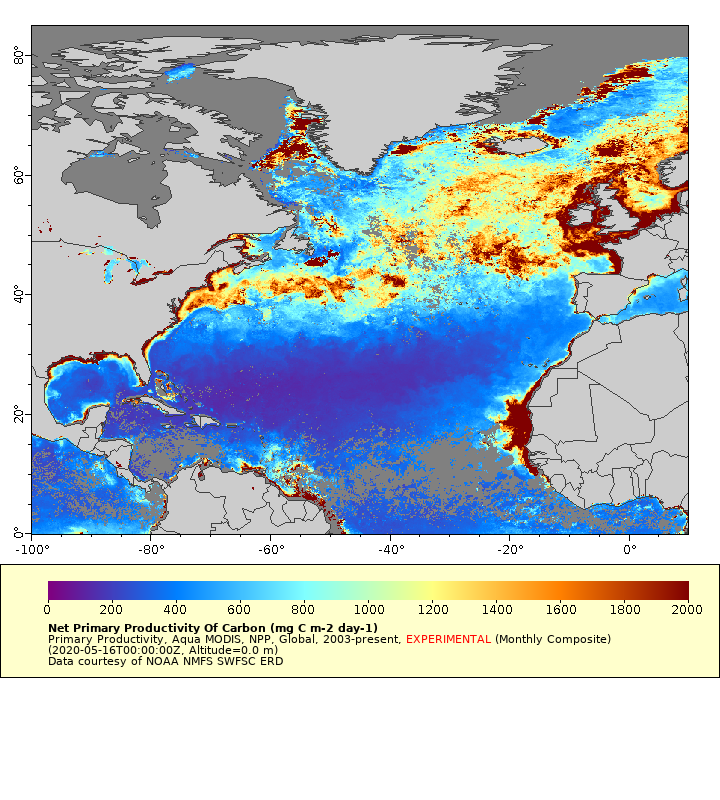 80°
60°
40°
20°
0°
-100° -80° -60° -40° -20° 0°
0 200 400 600 800 1000 1200 1400 1600 1800 2000
Net Primary Productivity Of Carbon (mg C m-2 day-1)
Primary Productivity, Aqua MODIS, NPP, Global, 2003-present, EXPERIMENTAL (Monthly Composite)
(2020-05-16T00:00:00Z, Altitude=0.0 m)
Data courtesy of NOAA NMFS SWFSC ERD